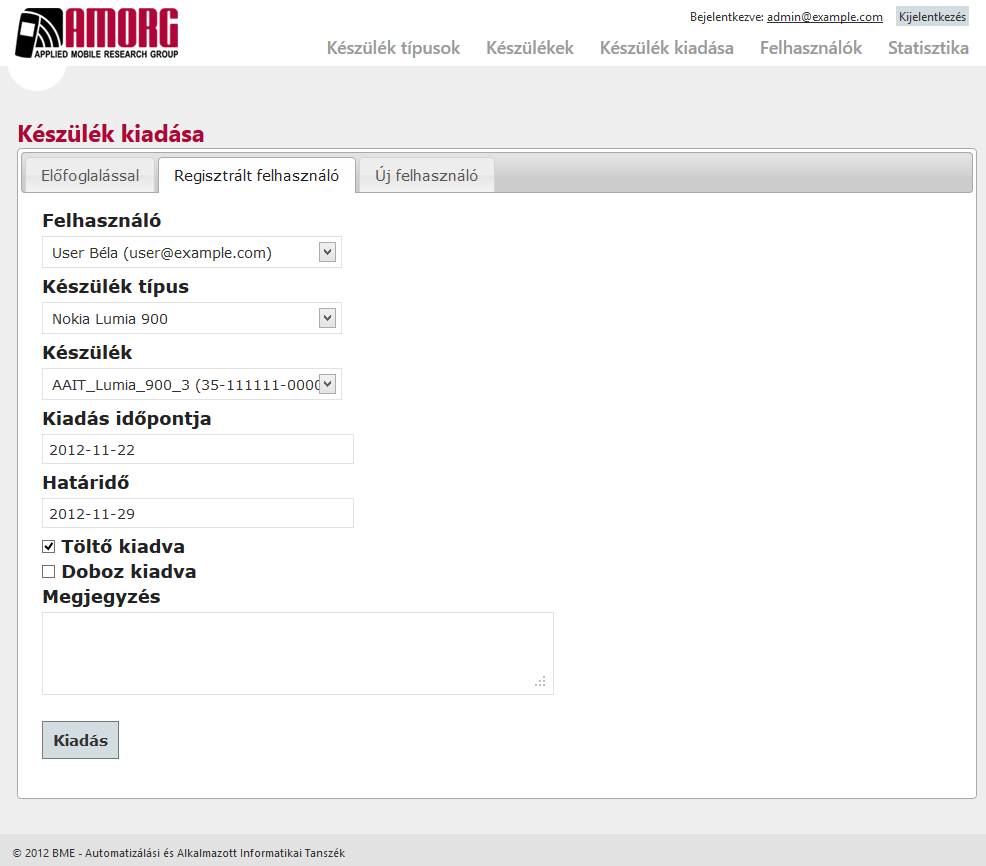 AMORG
APPLIED MOBILE RESEARCH GROUP
Bejelentkezve: admin@example.com Kijelentkezés
Készülék típusok Készülékek Készülék kiadása Felhasználók Statisztika
Készülék kiadása
Előfoglalással Regisztrált felhasználó Új felhasználó
Felhasználó
User Béla (user@example.com)
Készülék típus
Nokia Lumia 900
Készülék
AAIT_Lumia_900_3 (35-111111-0000
Kiadás időpontja
2012-11-22
Határidő
2012-11-29
Töltő kiadva
Doboz kiadva
Megjegyzés
Kiadás
© 2012 BME - Automatizálási és Alkalmazott Informatikai Tanszék